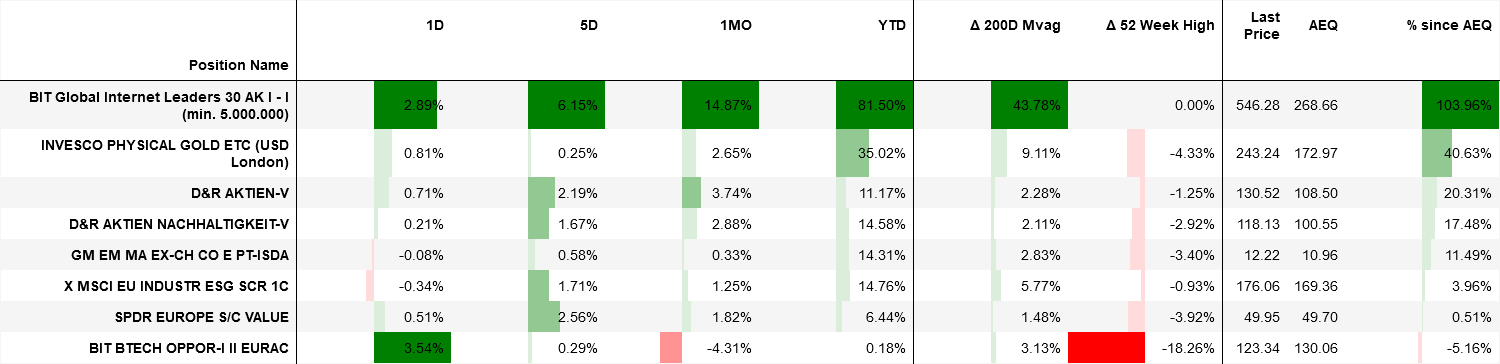 Position Name 1D 5D 1MO YTD Δ 200D Mvag Δ 52 Week High Last Price AEQ % since AEQ
BIT Global Internet Leaders 30 AK I - I (min. 5.000.000) 2.89% 6.15% 14.87% 81.50% 43.78% 0.00% 546.28 268.66 103.96%
INVESCO PHYSICAL GOLD ETC (USD London) 0.81% 0.25% 2.65% 35.02% 9.11% -4.33% 243.24 172.97 40.63%
D&R AKTIEN-V 0.71% 2.19% 3.74% 11.17% 2.28% -1.25% 130.52 108.50 20.31%
D&R AKTIEN NACHHALTIGKEIT-V 0.21% 1.67% 2.88% 14.58% 2.11% -2.92% 118.13 100.55 17.48%
GM EM MA EX-CH CO E PT-ISDA -0.08% 0.58% 0.33% 14.31% 2.83% -3.40% 12.22 10.96 11.49%
X MSCI EU INDUSTR ESG SCR 1C -0.34% 1.71% 1.25% 14.76% 5.77% -0.93% 176.06 169.36 3.96%
SPDR EUROPE S/C VALUE 0.51% 2.56% 1.82% 6.44% 1.48% -3.92% 49.95 49.70 0.51%
BIT BTECH OPPOR-I II EURAC 3.54% 0.29% -4.31% 0.18% 3.13% -18.26% 123.34 130.06 -5.16%